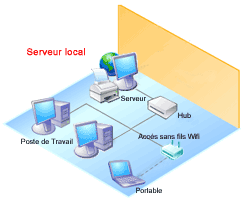 Serveur local
Serveur
Hub
Accès sans fils Wifi
Poste de Travail
Portable